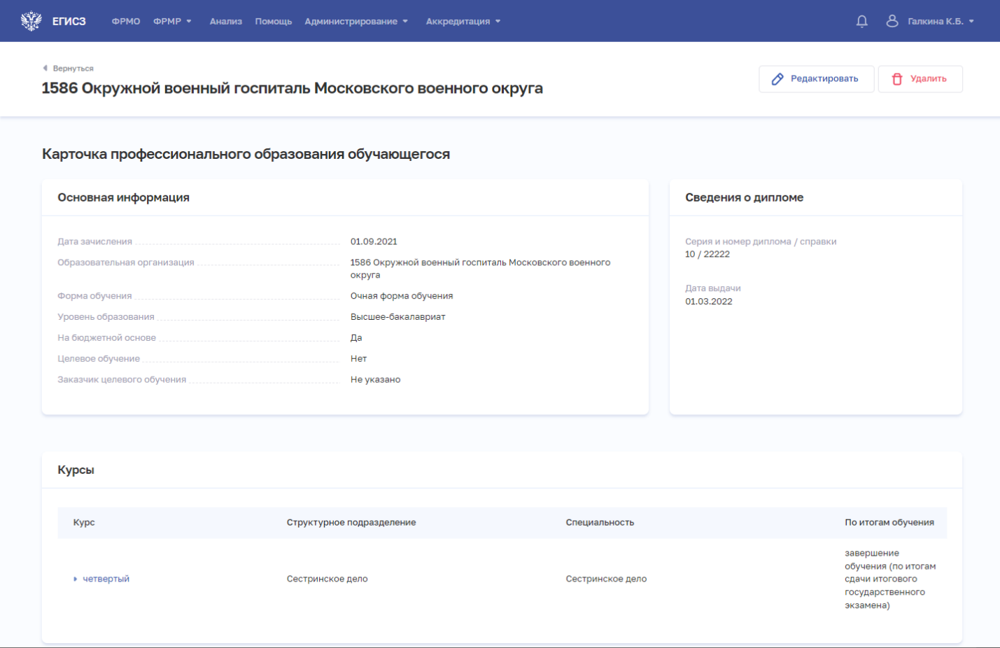 ЕГИСЗ ФРМО ФРМР Анализ Помощь Администрирование Аккредитация Галкина К.Б.
Вернуться
1586 Окружной военный госпиталь Московского военного округа
Редактировать Удалить
Карточка профессионального образования обучающегося
Основная информация
Дата зачисления 01.09.2021
Образовательная организация 1586 Окружной военный госпиталь Московского военного
округа
Форма обучения Очная форма обучения
Уровень образования Высшее-бакалавриат
На бюджетной основе Да
Целевое обучение Нет
Заказчик целевого обучения Не указано
Сведения о дипломе
Серия и номер диплома / справки
10 / 22222
Дата выдачи
01.03.2022
Курсы
Курс Структурное подразделение Специальность По итогам обучения
четвертый Сестринское дело Сестринское дело
завершение
обучения (по итогам
сдачи итогового
государственного
экзамена)